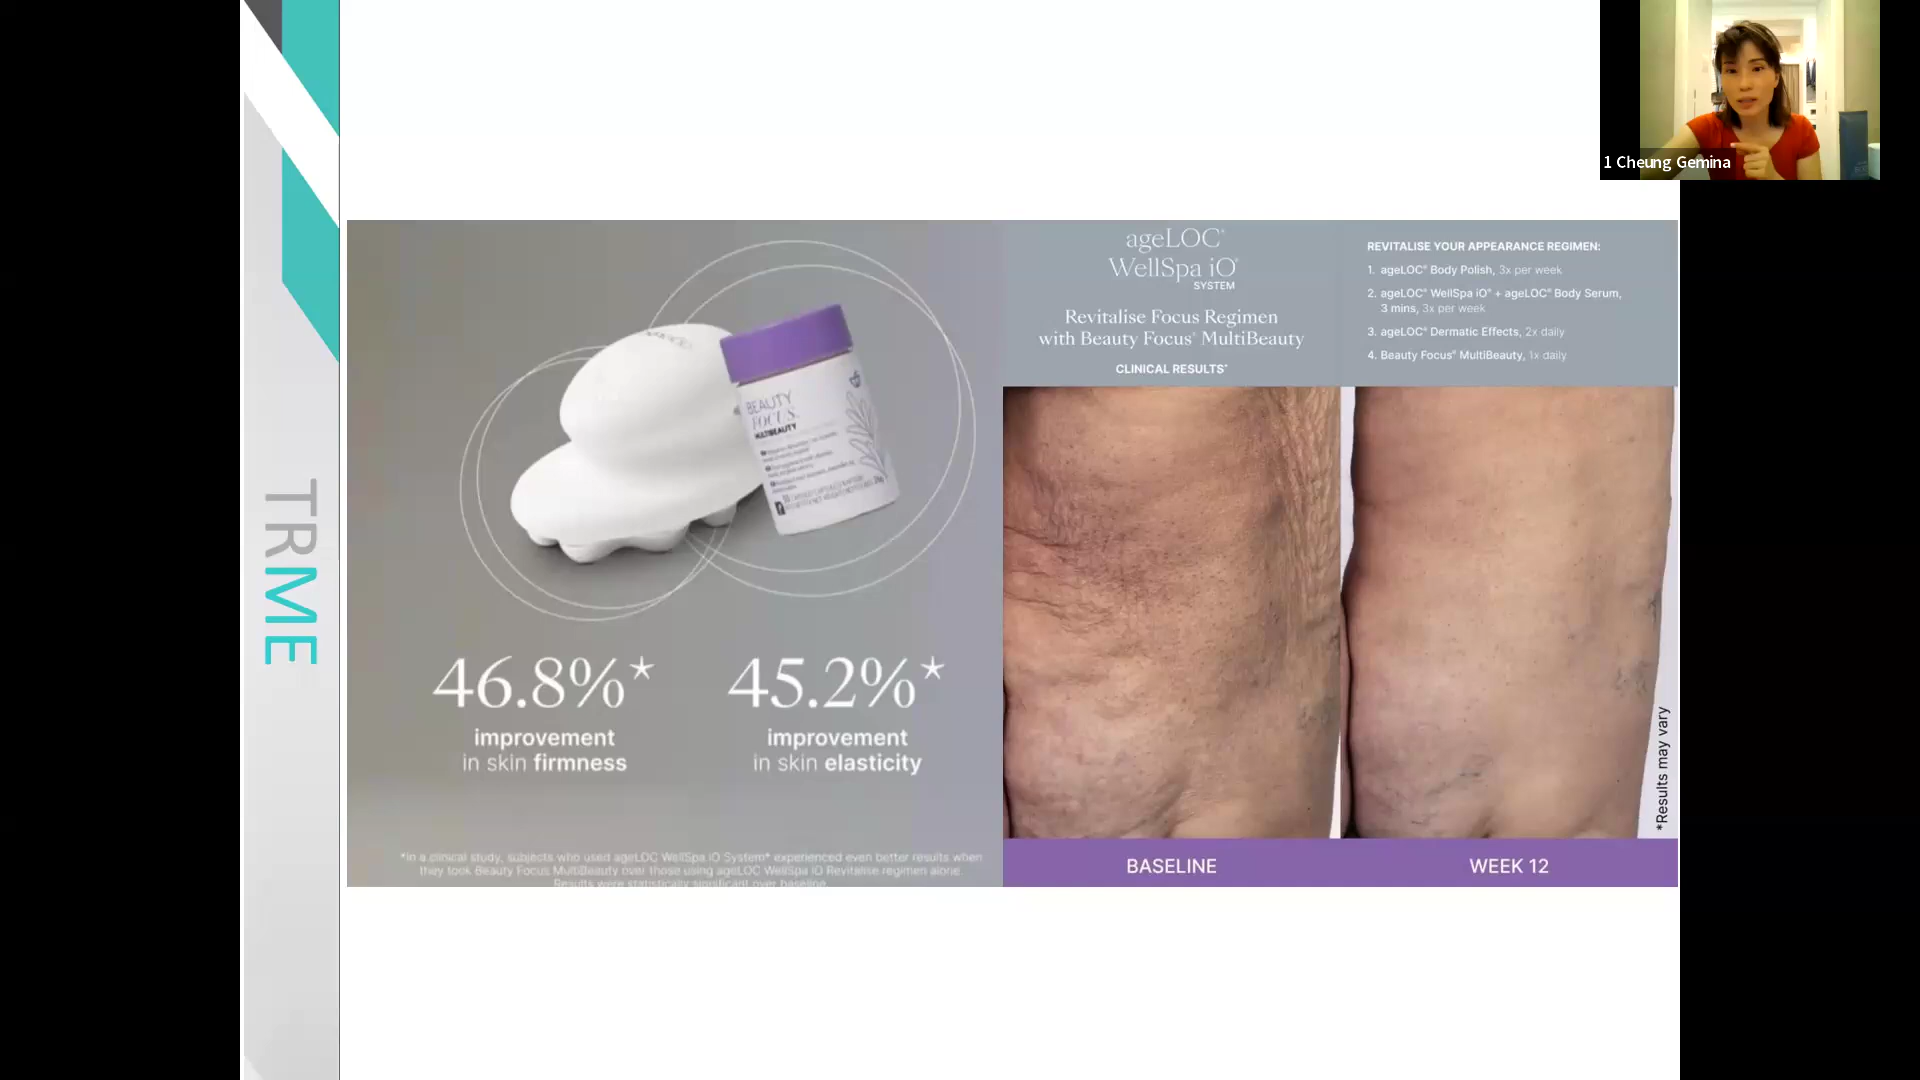 TRME
BEAUTY
FOCUS
MULTIBEAUTY
46.8%*
improvement
in skin firmness
45.2%*
improvement
in skin elasticity
*In a clinical study, subjects who used ageLOC WellSpa iO System* experienced even better results when
they took Beauty Focus MultiBeauty over those using ageLOC WellSpa iO Revitalise regimen alone.
Results were statistically significant over baseline.
ageLOC®
WellSpa iO®
SYSTEM
Revitalise Focus Regimen
with Beauty Focus® MultiBeauty
CLINICAL RESULTS*
REVITALISE YOUR APPEARANCE REGIMEN:
1. ageLOC® Body Polish, 3x per week
2. ageLOC® WellSpa iO® + ageLOC® Body Serum,
3 mins, 3x per week
3. ageLOC® Dermatic Effects, 2x daily
4. Beauty Focus® MultiBeauty, 1x daily
*Results may vary
BASELINE
WEEK 12
1 Cheung Gemina